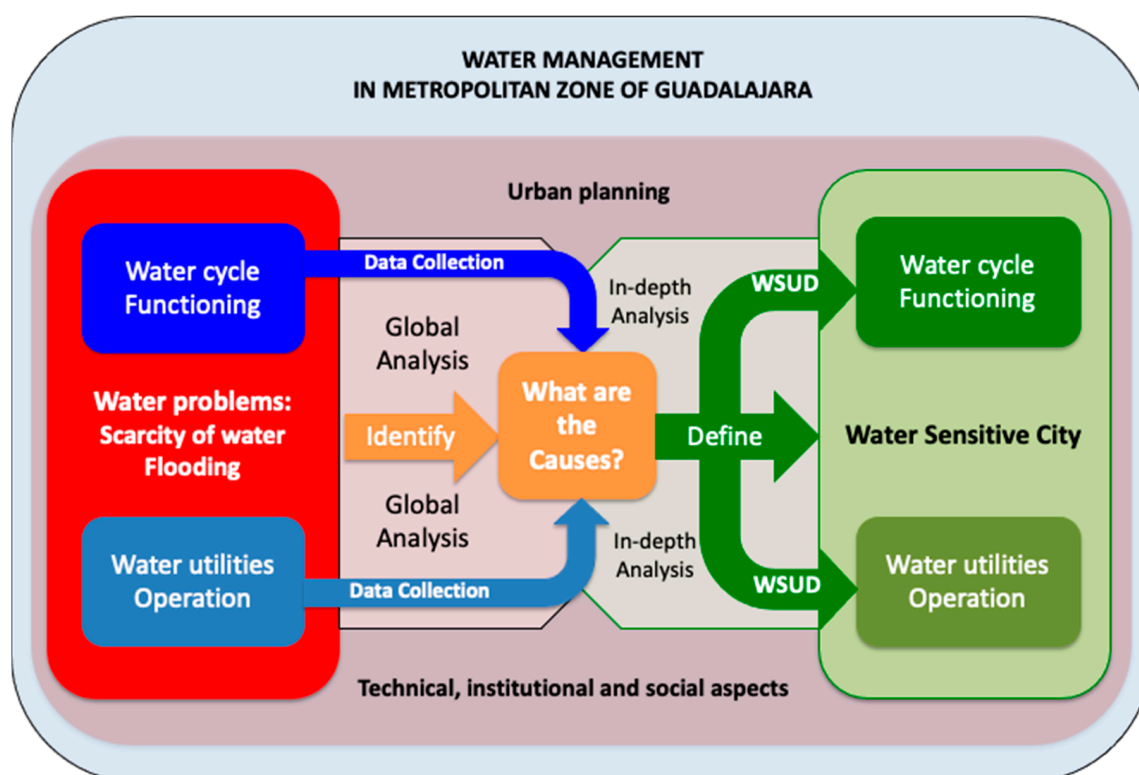 WATER MANAGEMENT
IN METROPOLITAN ZONE OF GUADALAJARA
Urban planning
Water cycle
Functioning
Data Collection
In-depth
Analysis
WSUD
Water cycle
Functioning
Global
Analysis
Water problems:
Scarcity of water
Flooding
Identify
What are
the
Causes?
Define
Water Sensitive City
Global
Analysis
In-depth
Analysis
Water utilities
Operation
Data Collection
WSUD
Water utilities
Operation
Technical, institutional and social aspects